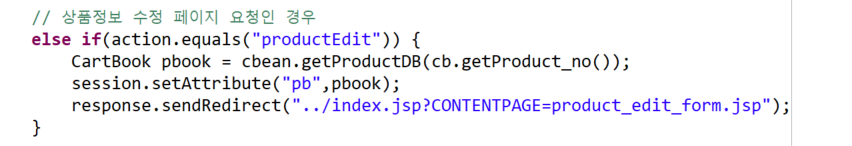 // 상품정보 수정 페이지 요청인 경우
else if(action.equals("productEdit")) {
    CartBook pbook = cbean.getProductDB(cb.getProduct_no());
    session.setAttribute("pb",pbook);
    response.sendRedirect("../index.jsp?CONTENTPAGE=product_edit_form.jsp");
}